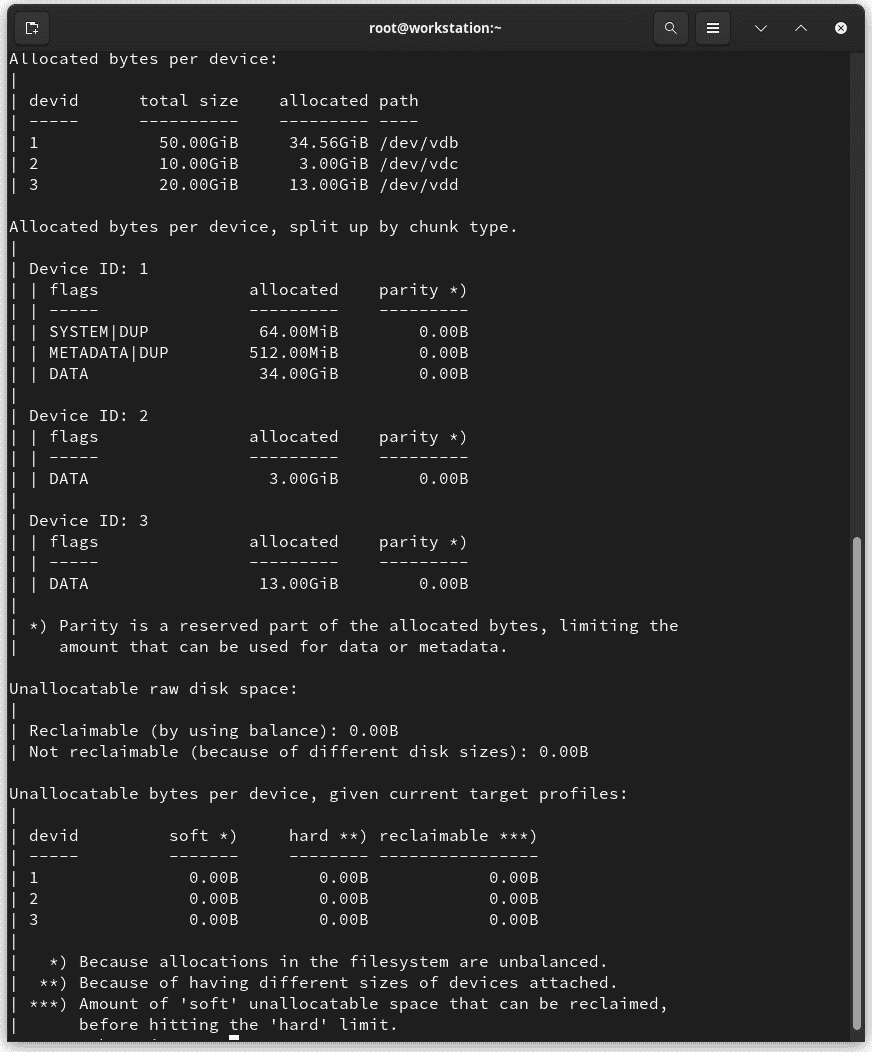 root@workstation:~
Allocated bytes per device:
|
| devid      total size    allocated path
| -----      ----------    --------- ----
| 1            50.00GiB     34.56GiB /dev/vdb
| 2            10.00GiB      3.00GiB /dev/vdc
| 3            20.00GiB     13.00GiB /dev/vdd

Allocated bytes per device, split up by chunk type.
|
| Device ID: 1
| | flags               allocated    parity *)
| | -----               ---------    ---------
| | SYSTEM|DUP           64.00MiB        0.00B
| | METADATA|DUP        512.00MiB        0.00B
| | DATA                 34.00GiB        0.00B
|
| Device ID: 2
| | flags               allocated    parity *)
| | -----               ---------    ---------
| | DATA                  3.00GiB        0.00B
|
| Device ID: 3
| | flags               allocated    parity *)
| | -----               ---------    ---------
| | DATA                 13.00GiB        0.00B
|
| *) Parity is a reserved part of the allocated bytes, limiting the
|    amount that can be used for data or metadata.

Unallocatable raw disk space:
|
| Reclaimable (by using balance): 0.00B
| Not reclaimable (because of different disk sizes): 0.00B

Unallocatable bytes per device, given current target profiles:
|
| devid         soft *)     hard **) reclaimable ***)
| -----         -------     -------- ----------------
| 1               0.00B        0.00B            0.00B
| 2               0.00B        0.00B            0.00B
| 3               0.00B        0.00B            0.00B
|
|   *) Because allocations in the filesystem are unbalanced.
|  **) Because of having different sizes of devices attached.
| ***) Amount of 'soft' unallocatable space that can be reclaimed,
|      before hitting the 'hard' limit.